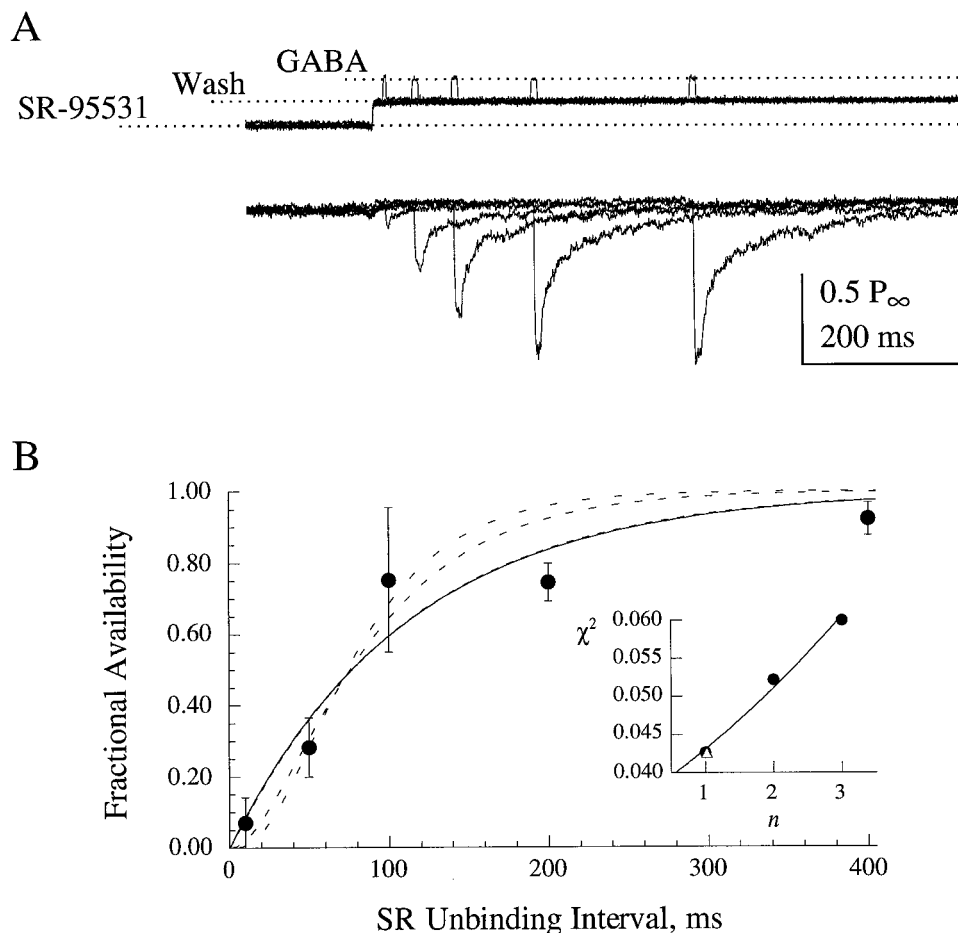 A
GABA
Wash
SR-95531
0.5 P∞
200 ms
B
1.00
0.80
0.60
0.40
0.20
0.00
Fractional Availability
0 100 200 300 400
SR Unbinding Interval, ms
χ2
0.060
0.055
0.050
0.045
0.040
1 2 3
n